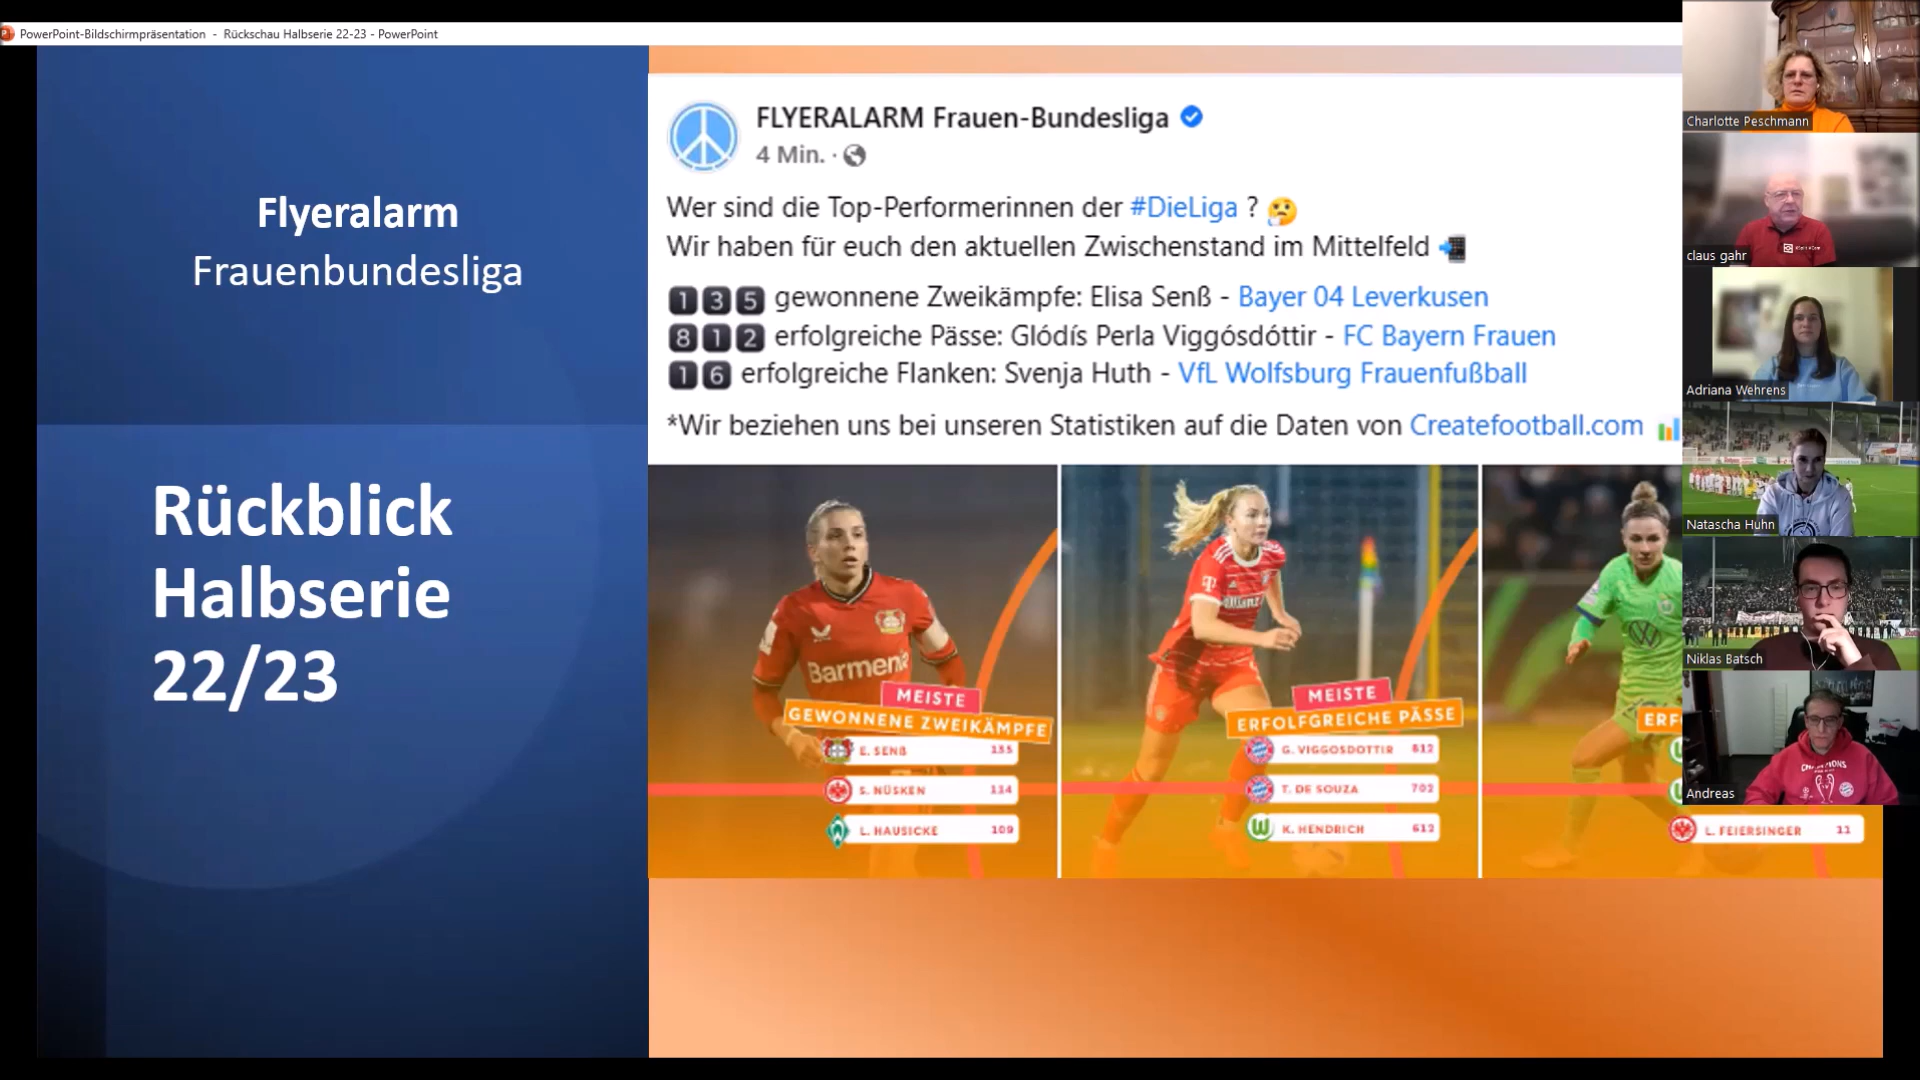 PowerPoint-Bildschirmpräsentation - Rückschau Halbserie 22-23 - PowerPoint
Flyeralarm
Frauenbundesliga
Rückblick
Halbserie
22/23
FLYERALARM Frauen-Bundesliga
4 Min. ·
Wer sind die Top-Performerinnen der #DieLiga ?
Wir haben für euch den aktuellen Zwischenstand im Mittelfeld
135 gewonnene Zweikämpfe: Elisa Senß - Bayer 04 Leverkusen
812 erfolgreiche Pässe: Glódís Perla Viggósdóttir - FC Bayern Frauen
16 erfolgreiche Flanken: Svenja Huth - VfL Wolfsburg Frauenfußball
*Wir beziehen uns bei unseren Statistiken auf die Daten von Createfootball.com
Barmenia
MEISTE
GEWONNENE ZWEIKÄMPFE
E. SENß 135
S. NÜSKEN 114
L. HAUSICKE 109
Allianz
MEISTE
ERFOLFGREICHE PÄSSE
G. VIGGOSDOTTIR 812
T. DE SOUZA 702
K. HENDRICH 612
ERF
L. FEIERSINGER 11
Charlotte Peschmann
claus gahr
Adriana Wehrens
Natascha Huhn
Niklas Batsch
CHAMPIONS
Andreas